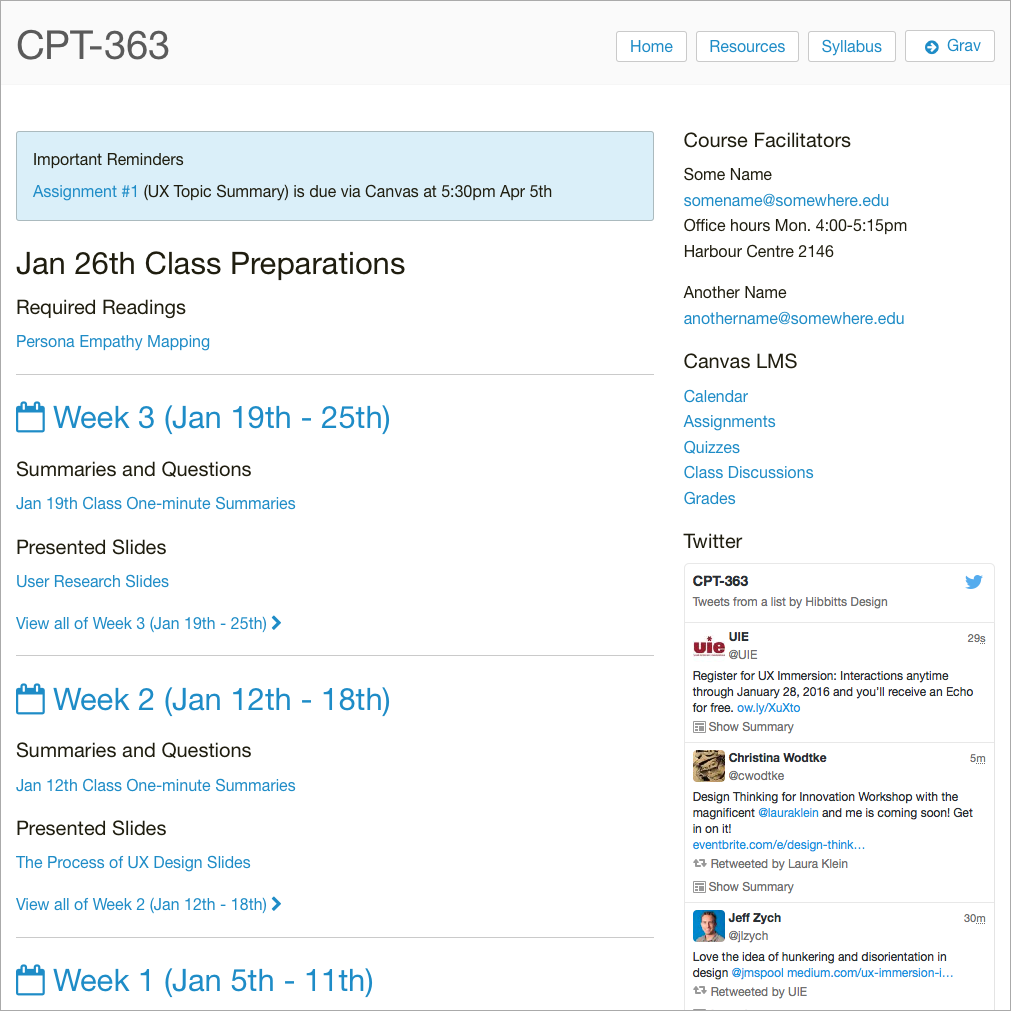 CPT-363
Home
Resources
Syllabus
Grav
Important Reminders
Assignment #1 (UX Topic Summary) is due via Canvas at 5:30pm Apr 5th
Jan 26th Class Preparations
Required Readings
Persona Empathy Mapping
Week 3 (Jan 19th - 25th)
Summaries and Questions
Jan 19th Class One-minute Summaries
Presented Slides
User Research Slides
View all of Week 3 (Jan 19th - 25th)
Week 2 (Jan 12th - 18th)
Summaries and Questions
Jan 12th Class One-minute Summaries
Presented Slides
The Process of UX Design Slides
View all of Week 2 (Jan 12th - 18th)
Week 1 (Jan 5th - 11th)
Course Facilitators
Some Name
somename@somewhere.edu
Office hours Mon. 4:00-5:15pm
Harbour Centre 2146
Another Name
anothername@somewhere.edu
Canvas LMS
Calendar
Assignments
Quizzes
Class Discussions
Grades
Twitter
CPT-363
Tweets from a list by Hibbitts Design
uie
UIE
29s
@UIE
Register for UX Immersion: Interactions anytime
through January 28, 2016 and you'll receive an Echo
for free. ow.ly/XuXto
Show Summary
Christina Wodtke
5m
@cwodtke
Design Thinking for Innovation Workshop with the
magnificent @lauraklein and me is coming soon! Get
in on it!
eventbrite.com/e/design-think…
Retweeted by Laura Klein
Show Summary
Jeff Zych
30m
@jlzych
Love the idea of hunkering and disorientation in
design @jmspool medium.com/ux-immersion-i…
Retweeted by UIE